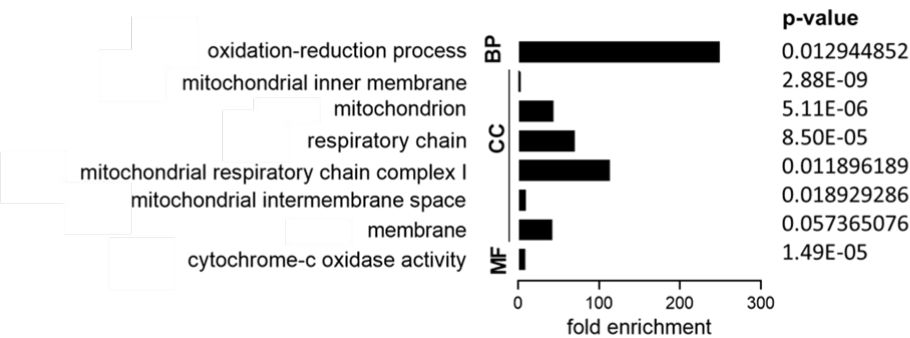 p-value
oxidation-reduction process BP 0.012944852
mitochondrial inner membrane 2.88E-09
mitochondrion 5.11E-06
respiratory chain CC 8.50E-05
mitochondrial respiratory chain complex I 0.011896189
mitochondrial intermembrane space 0.018929286
membrane 0.057365076
cytochrome-c oxidase activity MF 1.49E-05
0 100 200 300
fold enrichment